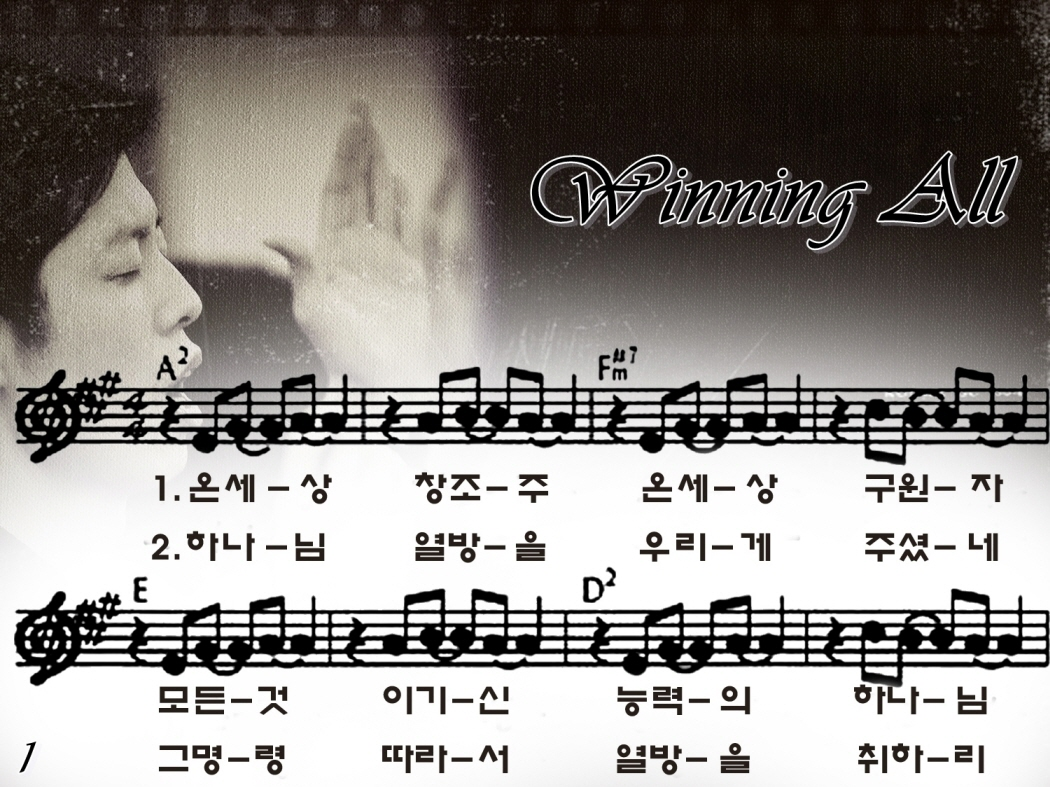 Winning All
A2 F#m7
1. 온세 – 상 창조 – 주 온세 – 상 구원 – 자
2. 하나 – 님 열방 – 을 우리 – 게 주셨 – 네
E D2
모든 – 것 이기 – 신 능력 – 의 하나 – 님
그명 – 령 따라 – 서 열방 – 을 취하 – 리
1